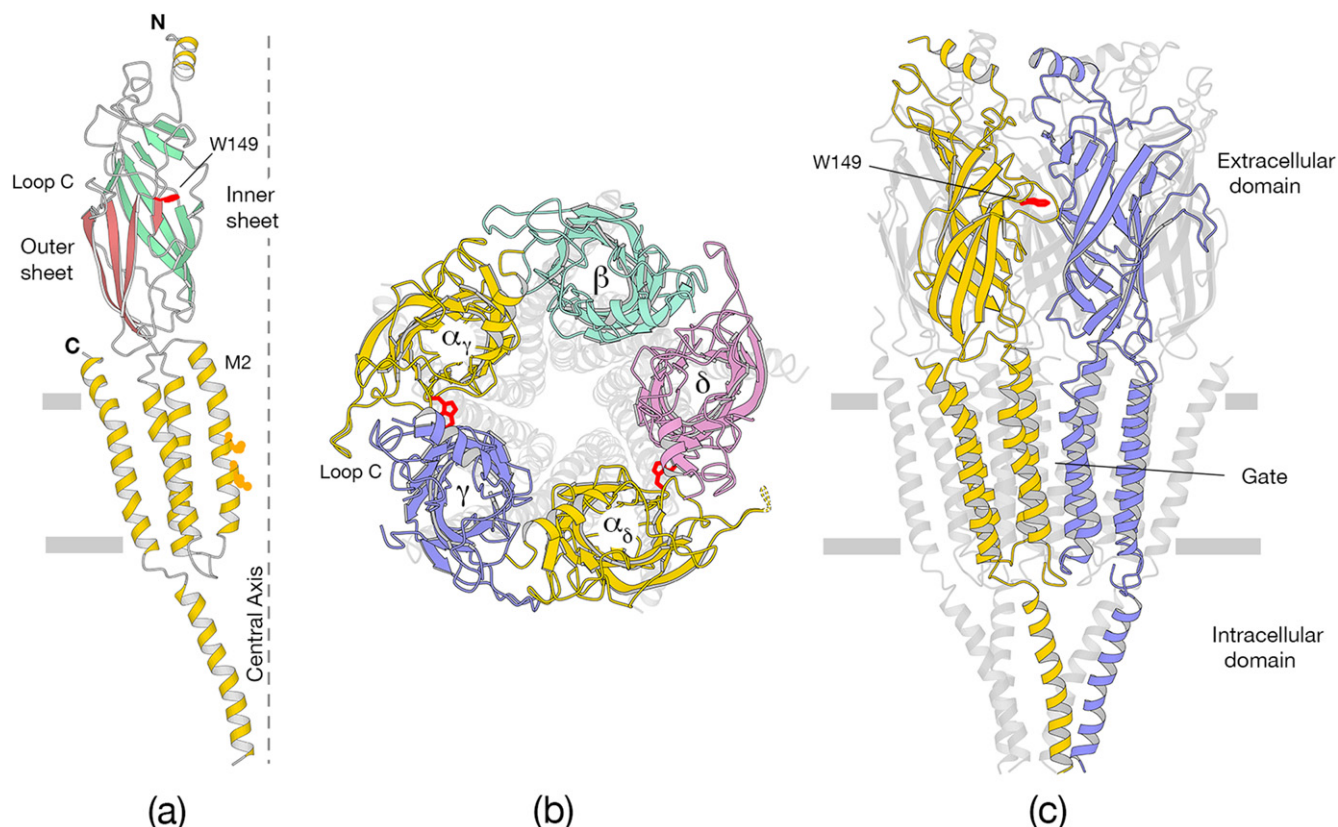 N
W149
Loop C
Inner
sheet
Outer
sheet
C
M2
Central Axis
(a)
β
αγ
δ
Loop C
γ
αδ
(b)
W149
Extracellular
domain
Gate
Intracellular
domain
(c)